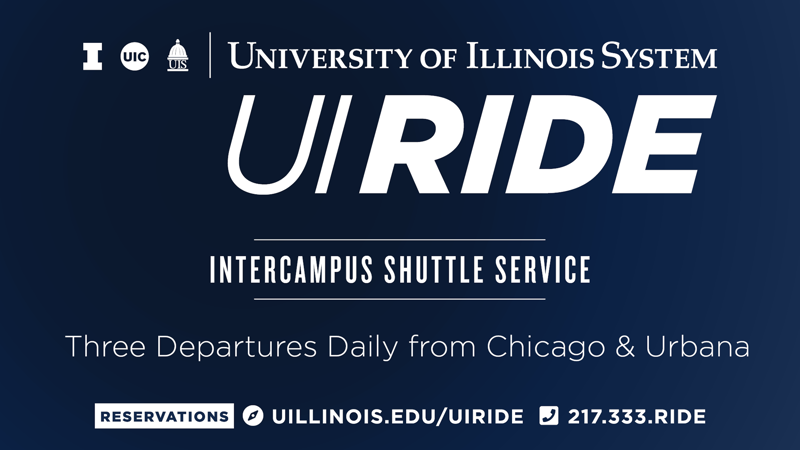 I UIC UIS UNIVERSITY OF ILLINOIS SYSTEM
UI RIDE
INTERCAMPUS SHUTTLE SERVICE
Three Departures Daily from Chicago & Urbana
RESERVATIONS UILLINOIS.EDU/UIRIDE 217.333.RIDE